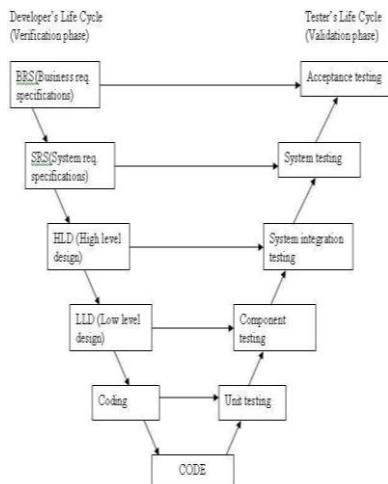 Developer's Life Cycle
(Verification phase)
Tester's Life Cycle
(Validation phase)
BRS(Business req.
specifications)
Acceptance testing
SRS(System req.
specifications)
System testing
HLD (High level
design)
System integration
testing
LLD (Low level
design)
Component
testing
Coding
Unit testing
CODE